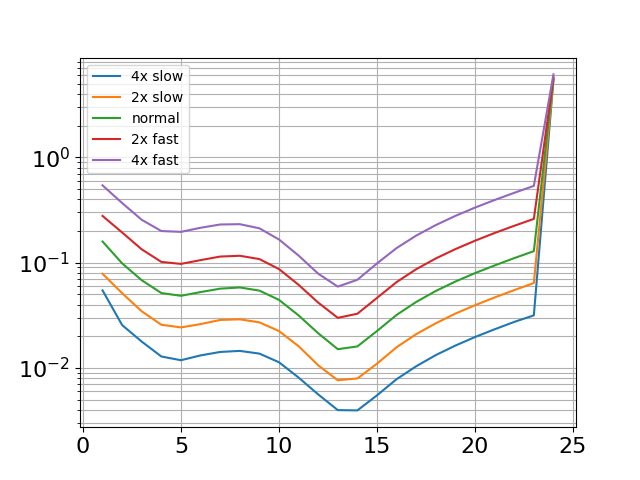 4x slow
2x slow
normal
2x fast
4x fast
10⁰
10⁻¹
10⁻²
0 5 10 15 20 25